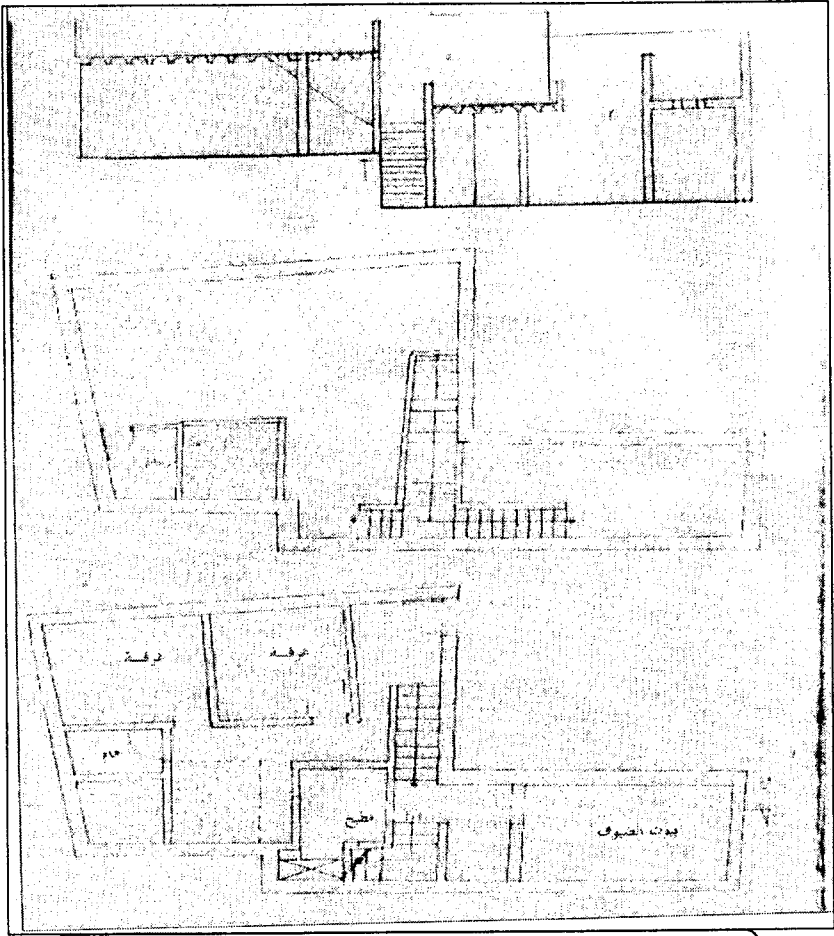 غرفة
غرفة
حمام
مطبخ
بيت الضيوف